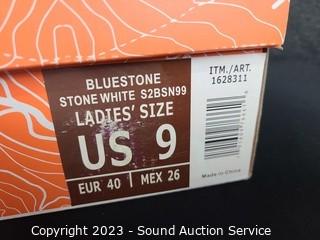 BLUESTONE
STONE WHITE S2BSN99
LADIES' SIZE
US 9
EUR 40 MEX 26
ITM./ART.
1628311
Made in China
Copyright © 2023 - Sound Auction Service